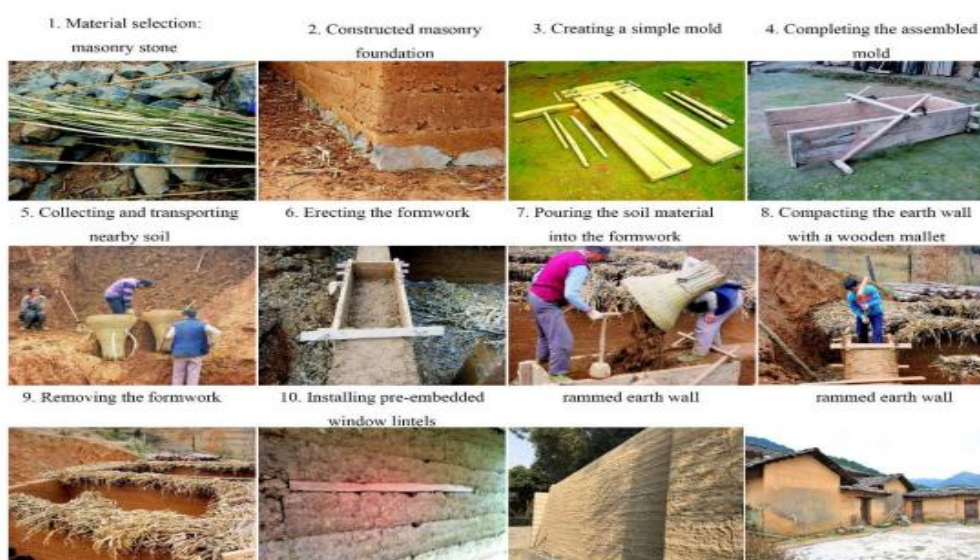 1. Material selection:
masonry stone
2. Constructed masonry
foundation
3. Creating a simple mold
4. Completing the assembled
mold
5. Collecting and transporting
nearby soil
6. Erecting the formwork
7. Pouring the soil material
into the formwork
8. Compacting the earth wall
with a wooden mallet
9. Removing the formwork
10. Installing pre-embedded
window lintels
rammed earth wall
rammed earth wall